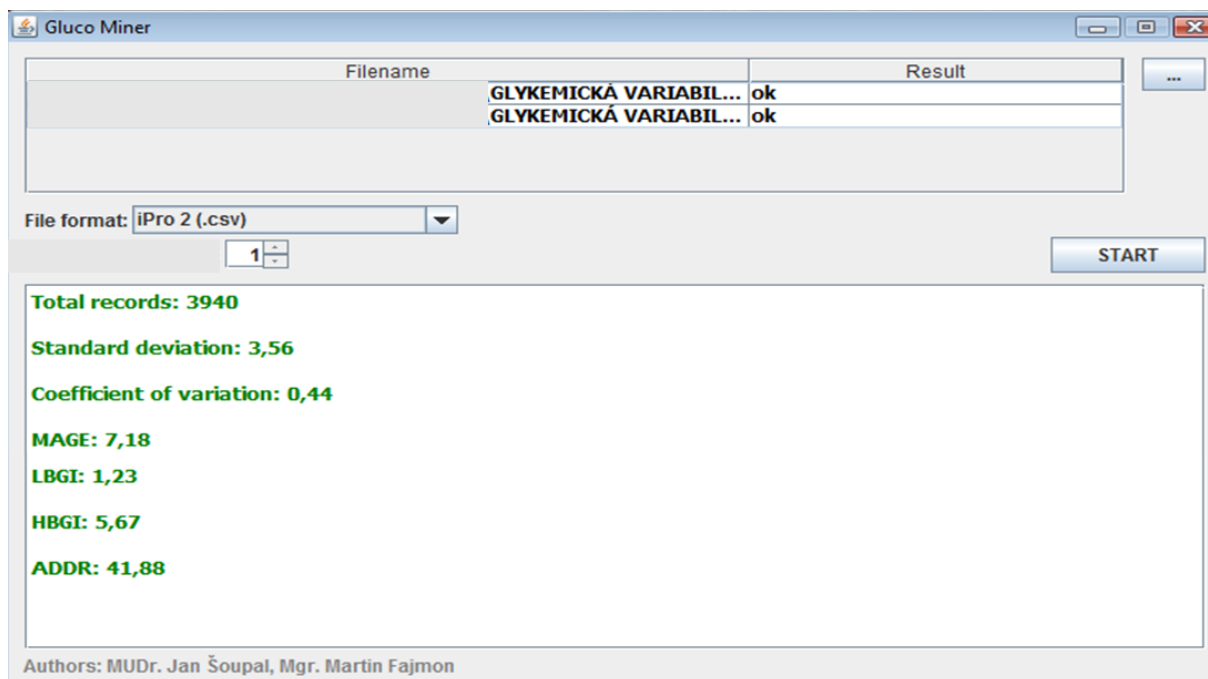 Gluco Miner
Filename Result
...
GLYKEMICKÁ VARIABIL... ok
GLYKEMICKÁ VARIABIL... ok
File format: iPro 2 (.csv)
1
START
Total records: 3940
Standard deviation: 3,56
Coefficient of variation: 0,44
MAGE: 7,18
LBGI: 1,23
HBGI: 5,67
ADDR: 41,88
Authors: MUDr. Jan Šoupal, Mgr. Martin Fajmon